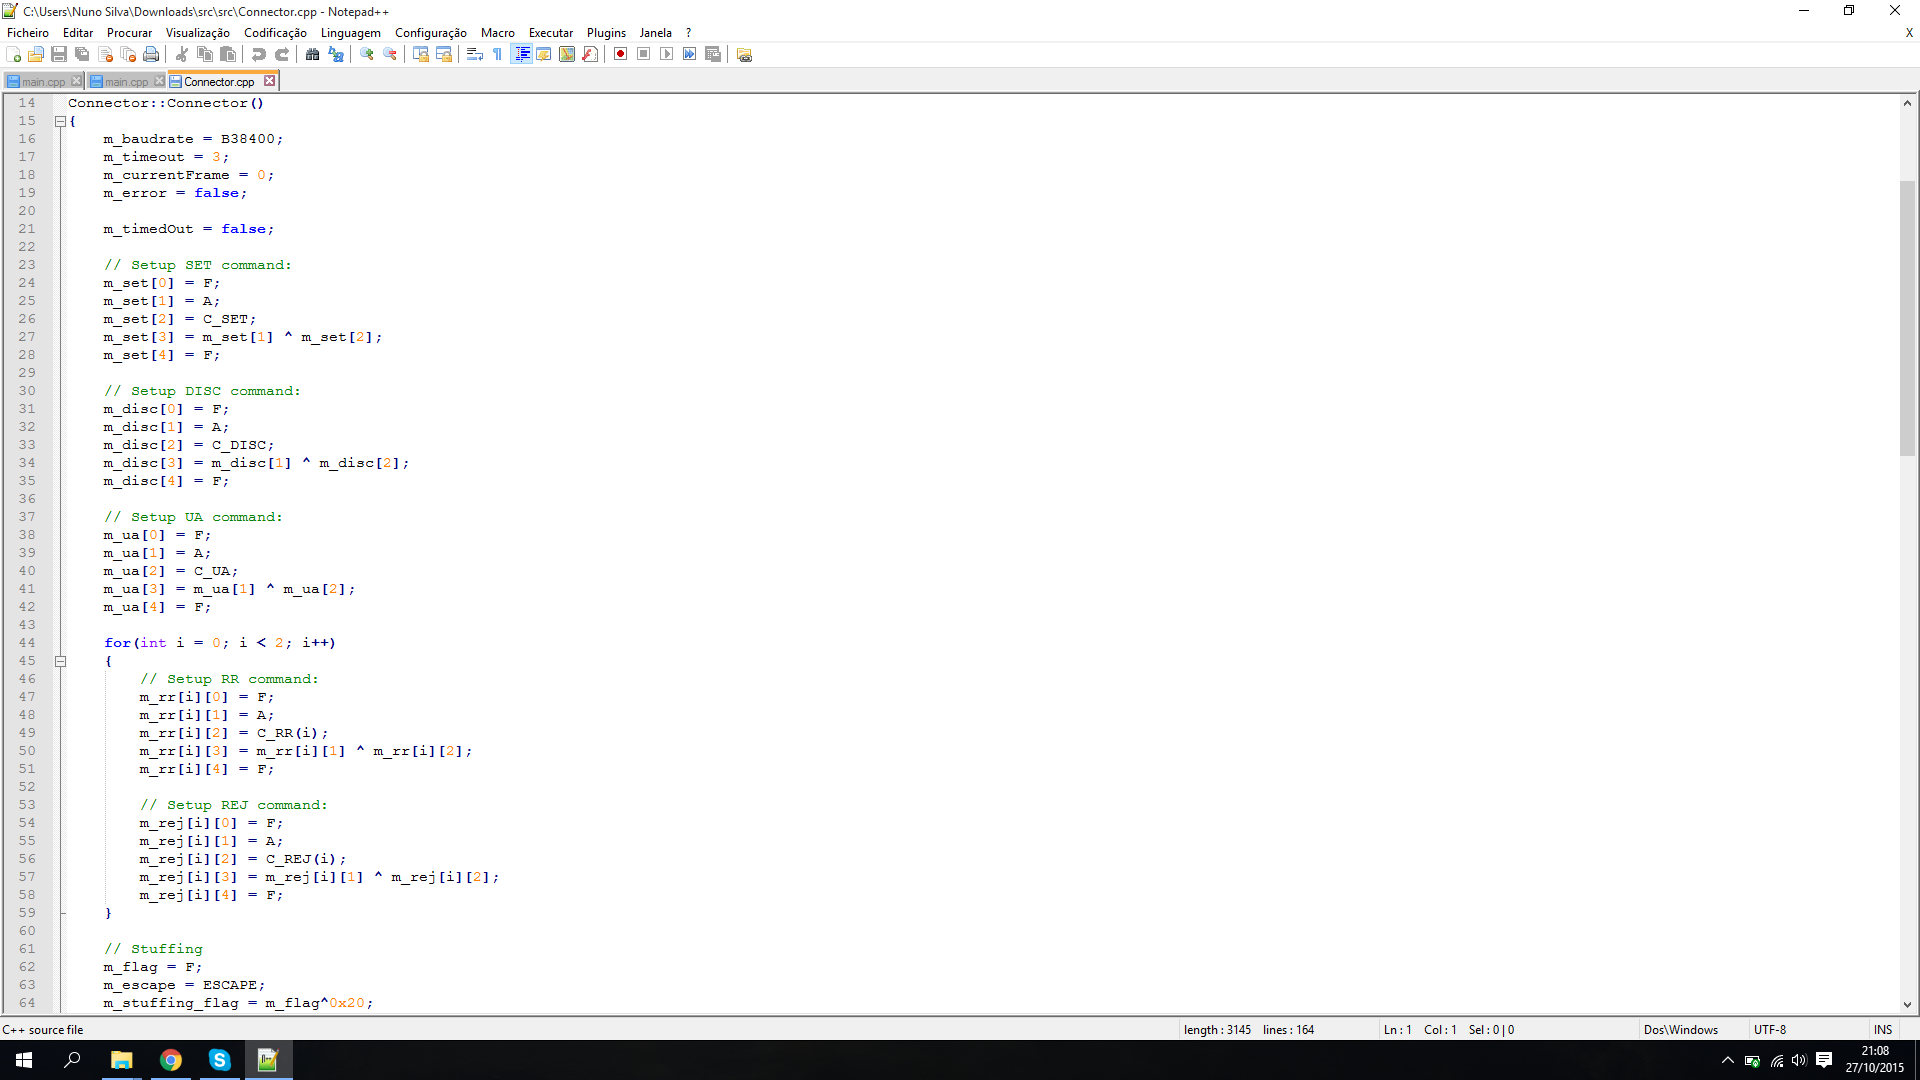 C:\Users\Nuno Silva\Downloads\src\src\Connector.cpp - Notepad++
Ficheiro Editar Procurar Visualização Codificação Linguagem Configuração Macro Executar Plugins Janela ? X
main.cpp main.cpp Connector.cpp
14 Connector::Connector()
15 {
16 m_baudrate = B38400;
17 m_timeout = 3;
18 m_currentFrame = 0;
19 m_error = false;
20
21 m_timedOut = false;
22
23 // Setup SET command:
24 m_set[0] = F;
25 m_set[1] = A;
26 m_set[2] = C_SET;
27 m_set[3] = m_set[1] ^ m_set[2];
28 m_set[4] = F;
29
30 // Setup DISC command:
31 m_disc[0] = F;
32 m_disc[1] = A;
33 m_disc[2] = C_DISC;
34 m_disc[3] = m_disc[1] ^ m_disc[2];
35 m_disc[4] = F;
36
37 // Setup UA command:
38 m_ua[0] = F;
39 m_ua[1] = A;
40 m_ua[2] = C_UA;
41 m_ua[3] = m_ua[1] ^ m_ua[2];
42 m_ua[4] = F;
43
44 for(int i = 0; i < 2; i++)
45 {
46 // Setup RR command:
47 m_rr[i][0] = F;
48 m_rr[i][1] = A;
49 m_rr[i][2] = C_RR(i);
50 m_rr[i][3] = m_rr[i][1] ^ m_rr[i][2];
51 m_rr[i][4] = F;
52
53 // Setup REJ command:
54 m_rej[i][0] = F;
55 m_rej[i][1] = A;
56 m_rej[i][2] = C_REJ(i);
57 m_rej[i][3] = m_rej[i][1] ^ m_rej[i][2];
58 m_rej[i][4] = F;
59 }
60
61 // Stuffing
62 m_flag = F;
63 m_escape = ESCAPE;
64 m_stuffing_flag = m_flag^0x20;
C++ source file length : 3145 lines : 164 Ln : 1 Col : 1 Sel : 0 | 0 Dos\Windows UTF-8 INS
21:08
27/10/2015